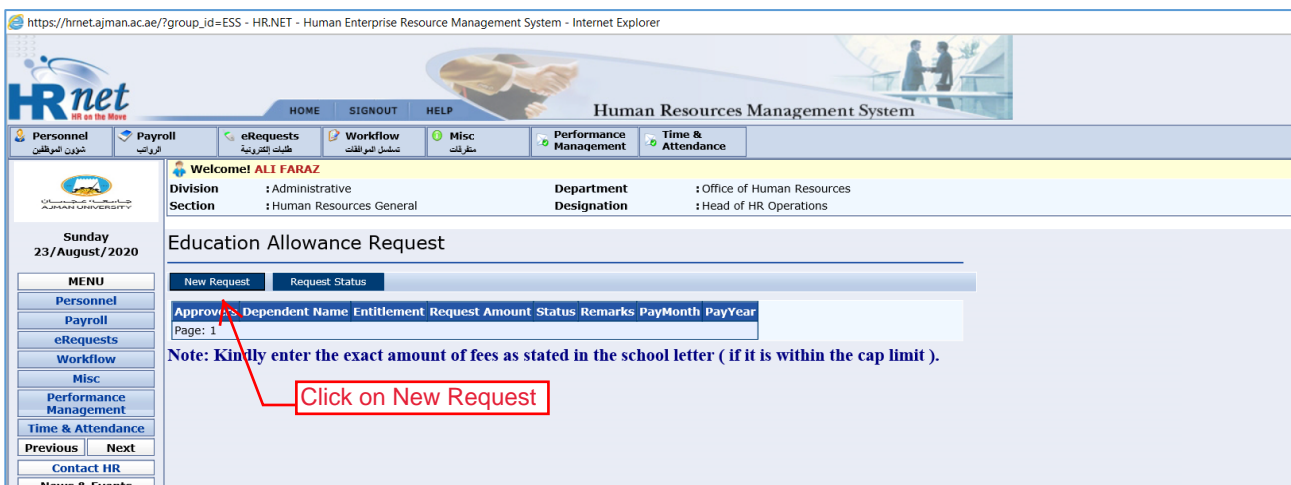 https://hrnet.ajman.ac.ae/?group_id=ESS - HR.NET - Human Enterprise Resource Management System - Internet Explorer
HRnet
HR on the Move
HOME SIGNOUT HELP
Human Resources Management System
Personnel
شؤون الموظفين
Payroll
الرواتب
eRequests
طلبات إلكترونية
Workflow
تسلسل الموافقات
Misc
متفرقات
Performance
Management
Time &
Attendance
Welcome! ALI FARAZ
Division : Administrative Department : Office of Human Resources
Section : Human Resources General Designation : Head of HR Operations
AJMAN UNIVERSITY
Sunday
23/August/2020
MENU
Personnel
Payroll
eRequests
Workflow
Misc
Performance
Management
Time & Attendance
Previous Next
Contact HR
News & Events
Education Allowance Request
New Request Request Status
Approvers Dependent Name Entitlement Request Amount Status Remarks PayMonth PayYear
Page: 1
Note: Kindly enter the exact amount of fees as stated in the school letter ( if it is within the cap limit ).
Click on New Request